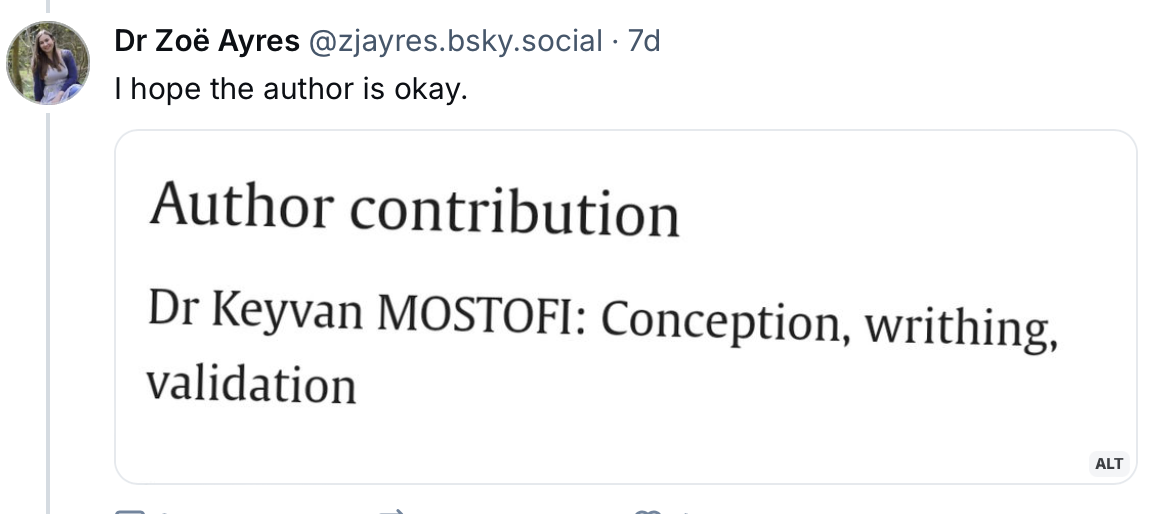 Dr Zoë Ayres @zjayres.bsky.social · 7d
I hope the author is okay.
Author contribution
Dr Keyvan MOSTOFI: Conception, writhing,
validation
ALT